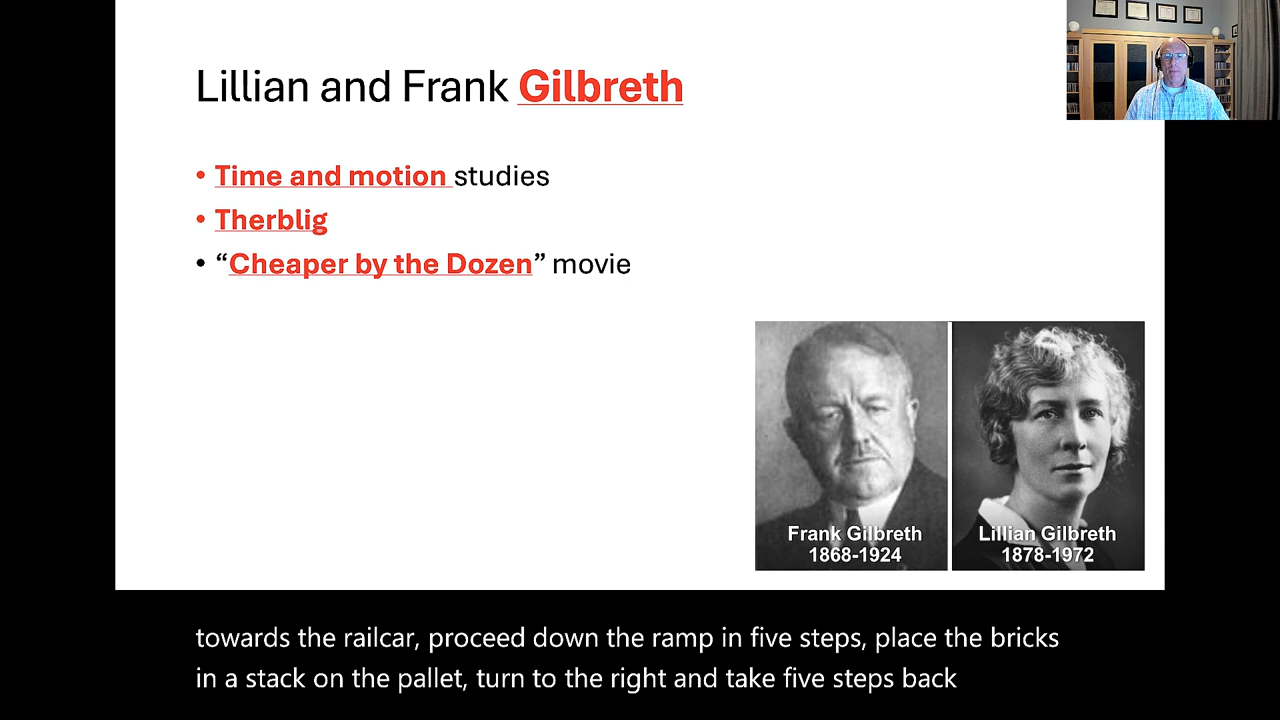 Lillian and Frank Gilbreth
• Time and motion studies
• Therblig
• “Cheaper by the Dozen” movie
Frank Gilbreth
1868-1924
Lillian Gilbreth
1878-1972
towards the railcar, proceed down the ramp in five steps, place the bricks
in a stack on the pallet, turn to the right and take five steps back